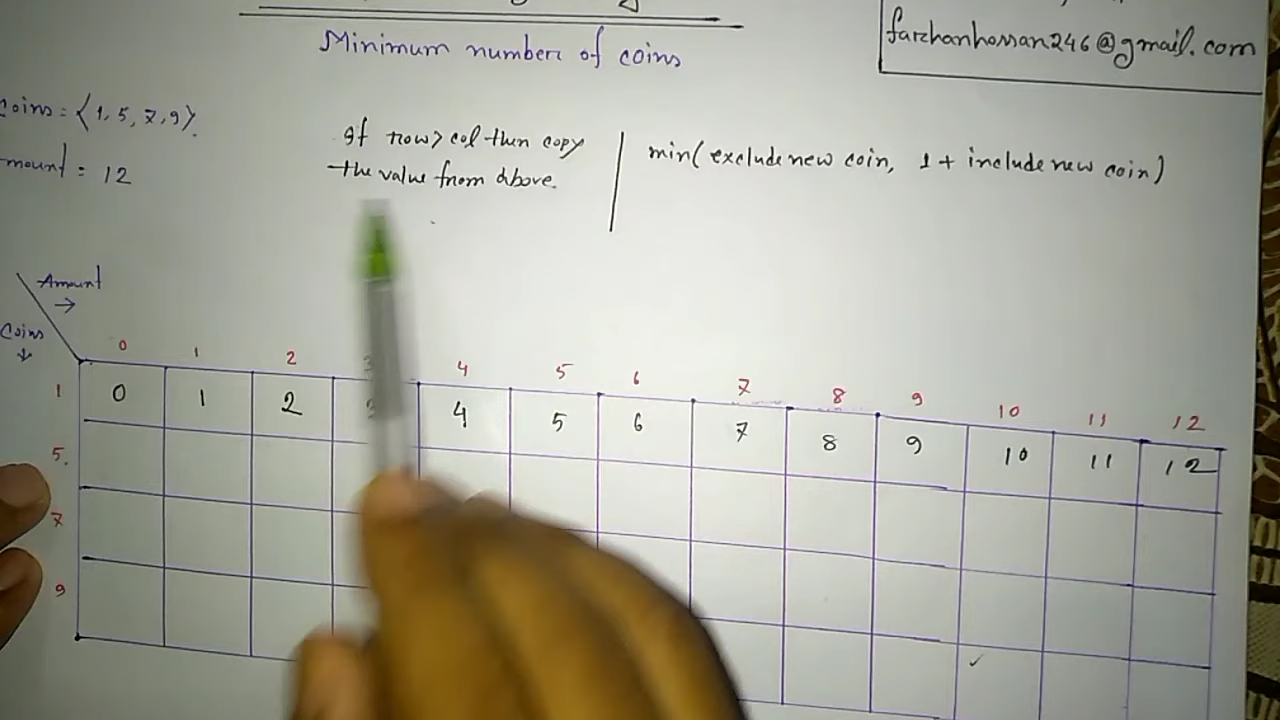 Minimum number of coins
farhanhossan246@gmail.com
coins = {1, 5, 7, 9}.
mount = 12
If row > col then copy
the value from above.
min( exclude new coin, 1 + include new coin )
Amount
→
Coins
↓
0 1 2 3 4 5 6 7 8 9 10 11 12
1 0 1 2 4 5 6 7 8 9 10 11 12
5.
7
9
✓